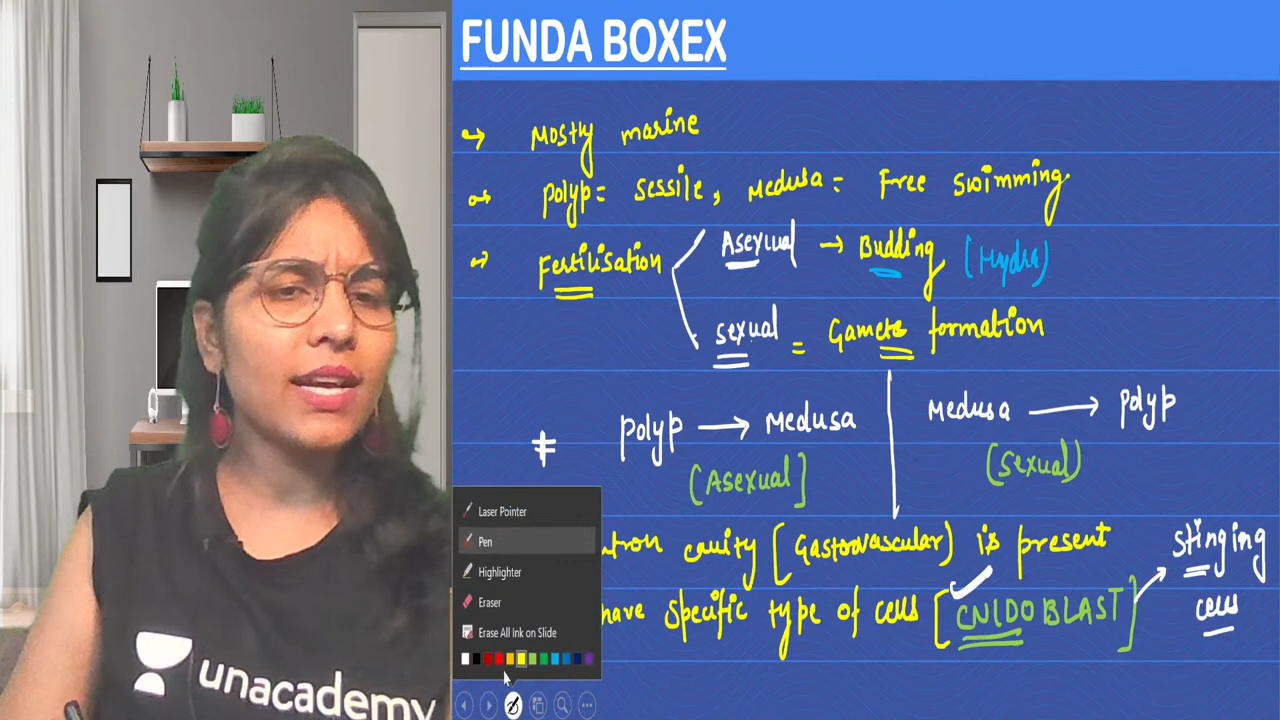 FUNDA BOXEX
→ Mostly marine
→ Polyp = sessile, Medusa = Free swimming
→ Fertilisation
Asexual → Budding (Hydra)
sexual = Gamete formation
* Polyp → Medusa
(Asexual]
Medusa → Polyp
(Sexual)
cavity [Gastrovascular) is present
have specific type of cells [CNIDOBLAST]
→ stinging
cells
Laser Pointer
Pen
Highlighter
Eraser
Erase All Ink on Slide
unacademy